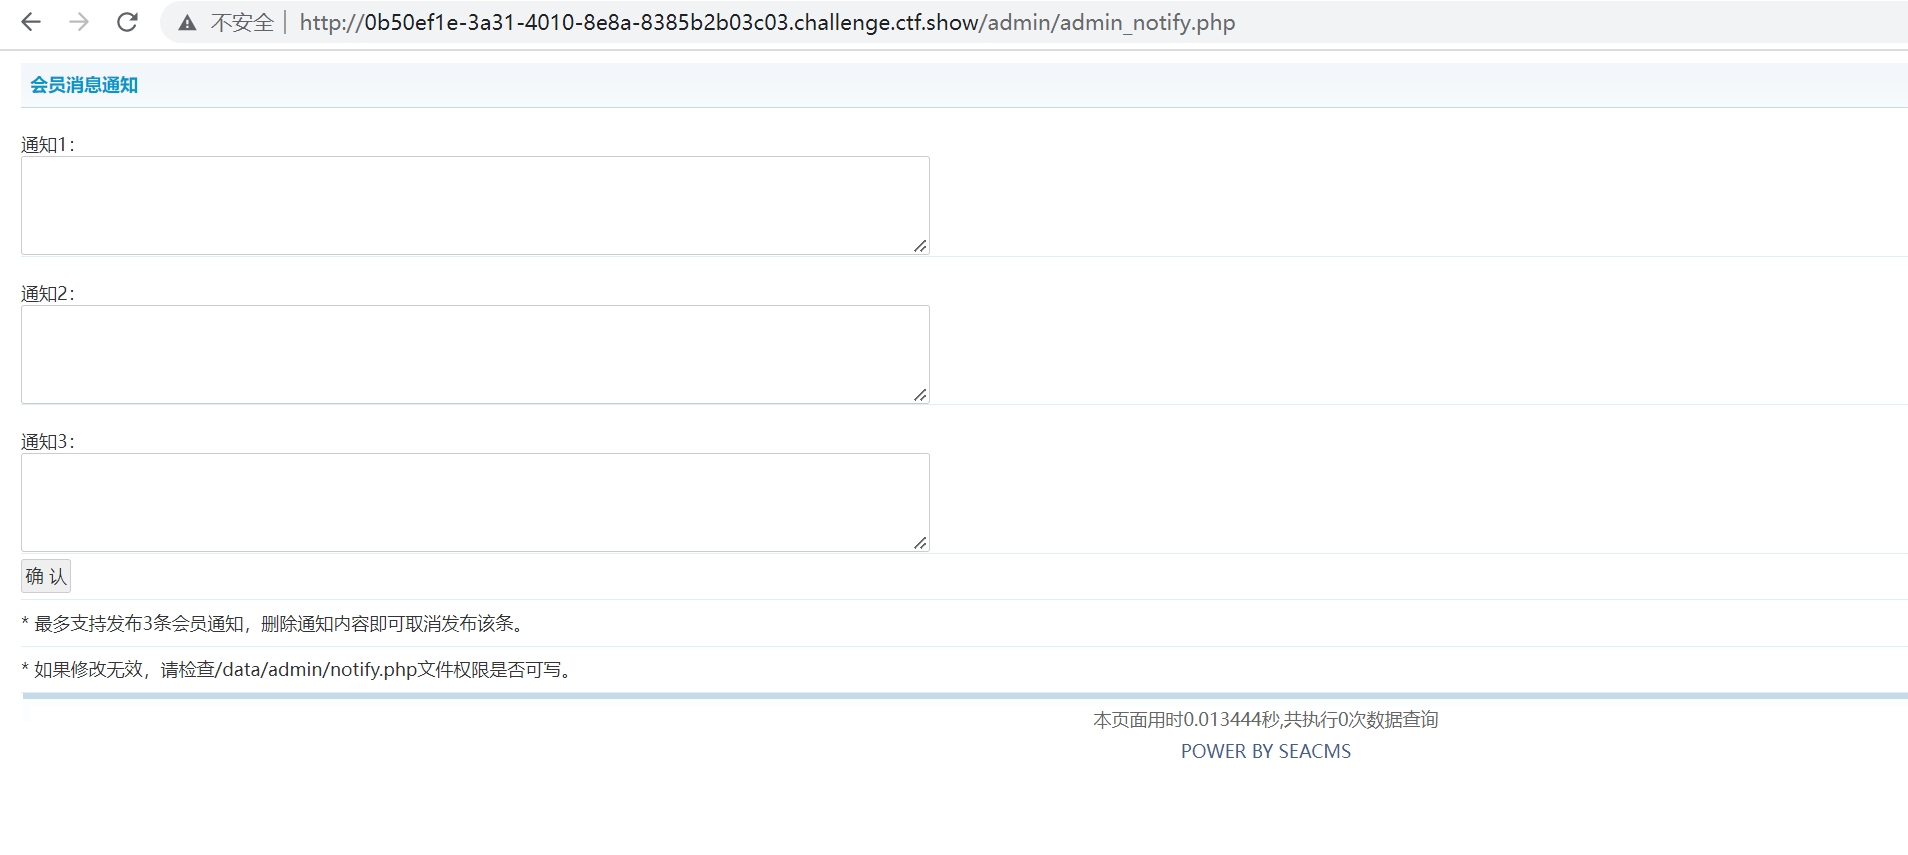 不安全 http://0b50ef1e-3a31-4010-8e8a-8385b2b03c03.challenge.ctf.show/admin/admin_notify.php
会员消息通知
通知1：
通知2：
通知3：
确 认
* 最多支持发布3条会员通知，删除通知内容即可取消发布该条。
* 如果修改无效，请检查/data/admin/notify.php文件权限是否可写。
本页面用时0.013444秒,共执行0次数据查询
POWER BY SEACMS